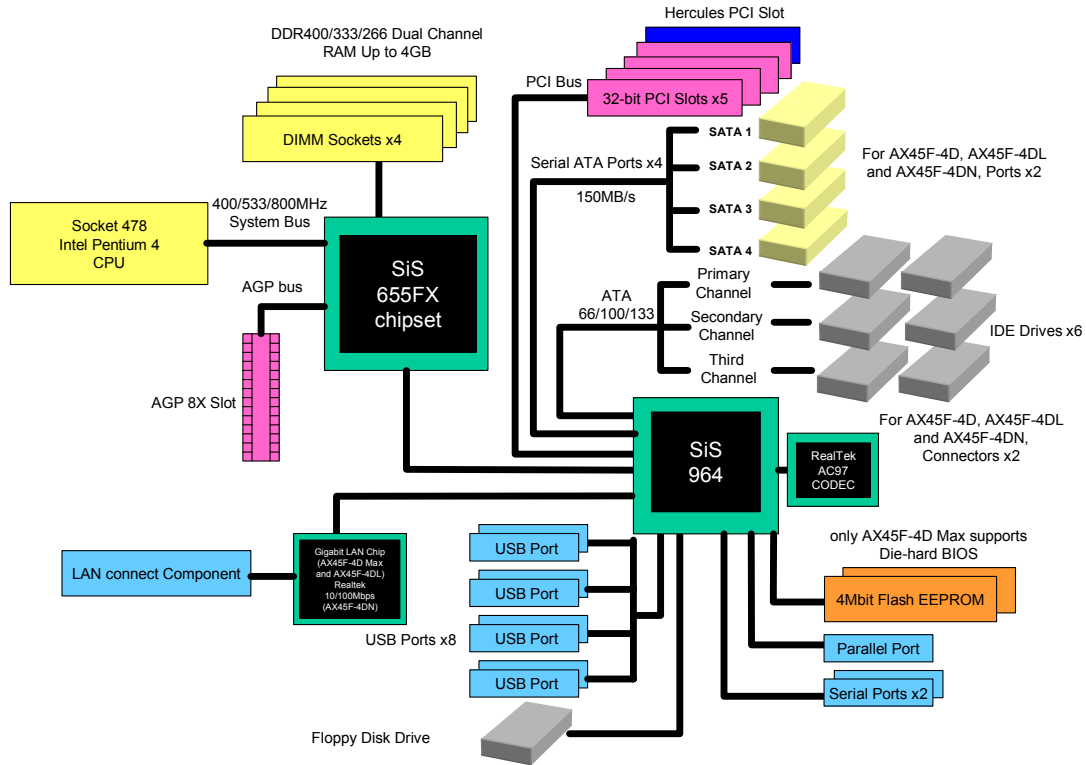 Hercules PCI Slot
DDR400/333/266 Dual Channel
RAM Up to 4GB
PCI Bus
32-bit PCI Slots x5
DIMM Sockets x4
SATA 1
SATA 2
SATA 3
SATA 4
Serial ATA Ports x4
150MB/s
For AX45F-4D, AX45F-4DL
and AX45F-4DN, Ports x2
400/533/800MHz
System Bus
Socket 478
Intel Pentium 4
CPU
SiS
655FX
chipset
AGP bus
AGP 8X Slot
ATA
66/100/133
Primary
Channel
Secondary
Channel
Third
Channel
IDE Drives x6
For AX45F-4D, AX45F-4DL
and AX45F-4DN,
Connectors x2
SiS
964
RealTek
AC97
CODEC
LAN connect Component
Gigabit LAN Chip
(AX45F-4D Max
and AX45F-4DL)
Realtek
10/100Mbps
(AX45F-4DN)
USB Port
USB Port
USB Port
USB Port
USB Ports x8
only AX45F-4D Max supports
Die-hard BIOS
4Mbit Flash EEPROM
Parallel Port
Serial Ports x2
Floppy Disk Drive